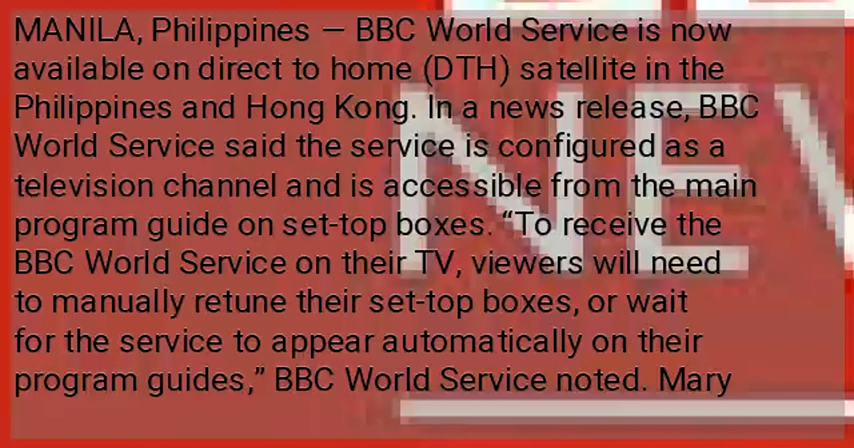 MANILA, Philippines — BBC World Service is now
available on direct to home (DTH) satellite in the
Philippines and Hong Kong. In a news release, BBC
World Service said the service is configured as a
television channel and is accessible from the main
program guide on set-top boxes. “To receive the
BBC World Service on their TV, viewers will need
to manually retune their set-top boxes, or wait
for the service to appear automatically on their
program guides,” BBC World Service noted. Mary